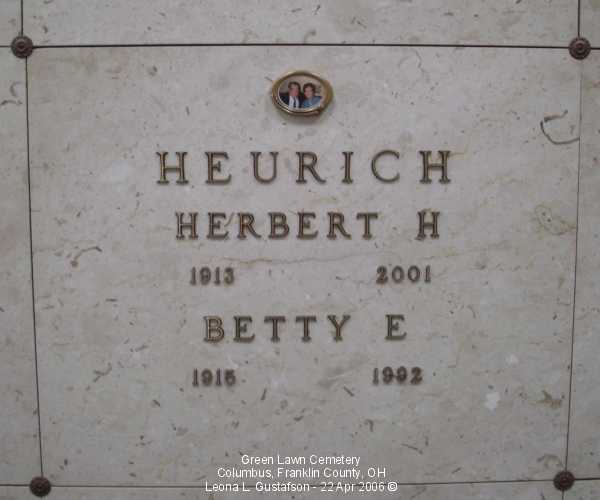 HEURICH
HERBERT H
1913 2001
BETTY E
1915 1992
Green Lawn Cemetery
Columbus, Franklin County, OH
Leona L. Gustafson - 22 Apr 2006 ©